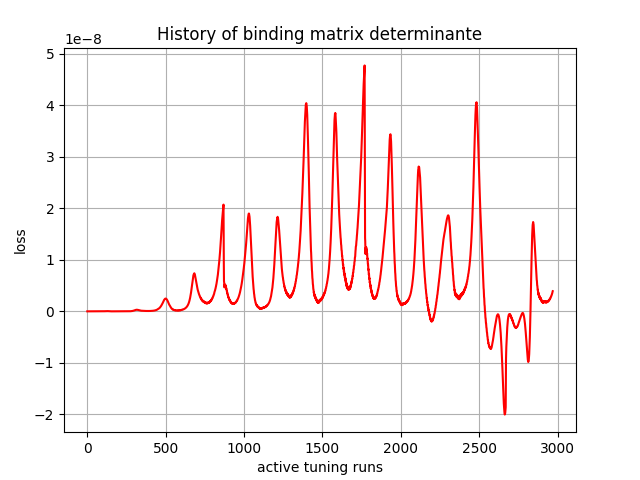 History of binding matrix determinante
1e−8
5
4
3
2
1
0
−1
−2
loss
0 500 1000 1500 2000 2500 3000
active tuning runs